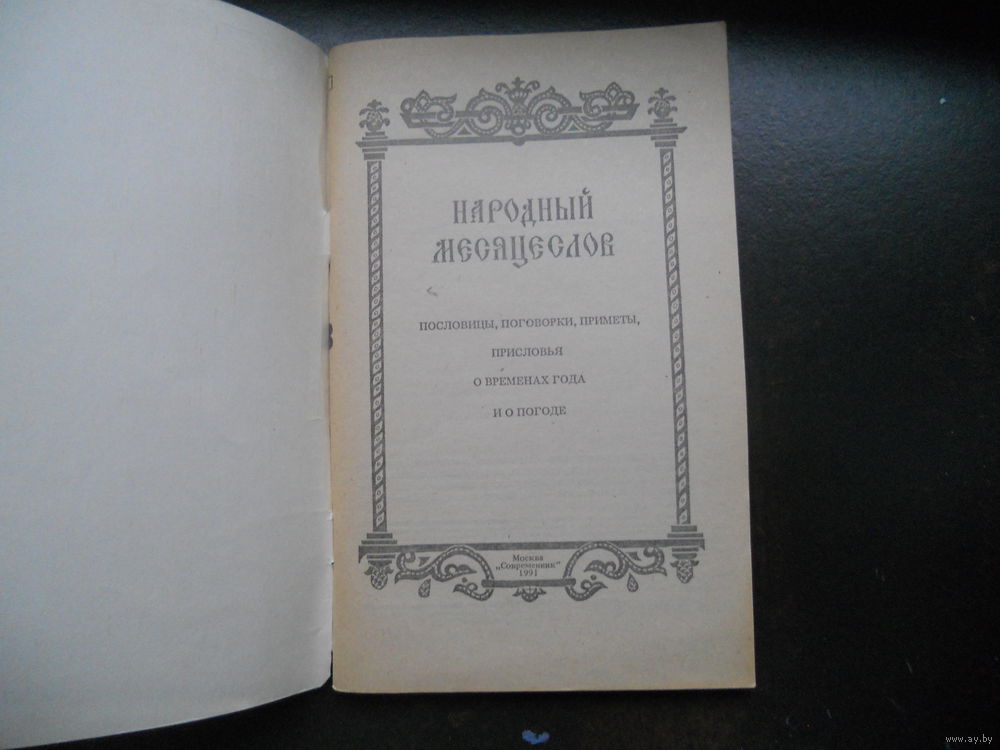 НАРОДНЫЙ
МЕСЯЦЕСЛОВ
ПОСЛОВИЦЫ, ПОГОВОРКИ, ПРИМЕТЫ,
ПРИСЛОВЬЯ
О ВРЕМЕНАХ ГОДА
И О ПОГОДЕ
Москва
„Современник"
1991
www.ay.by